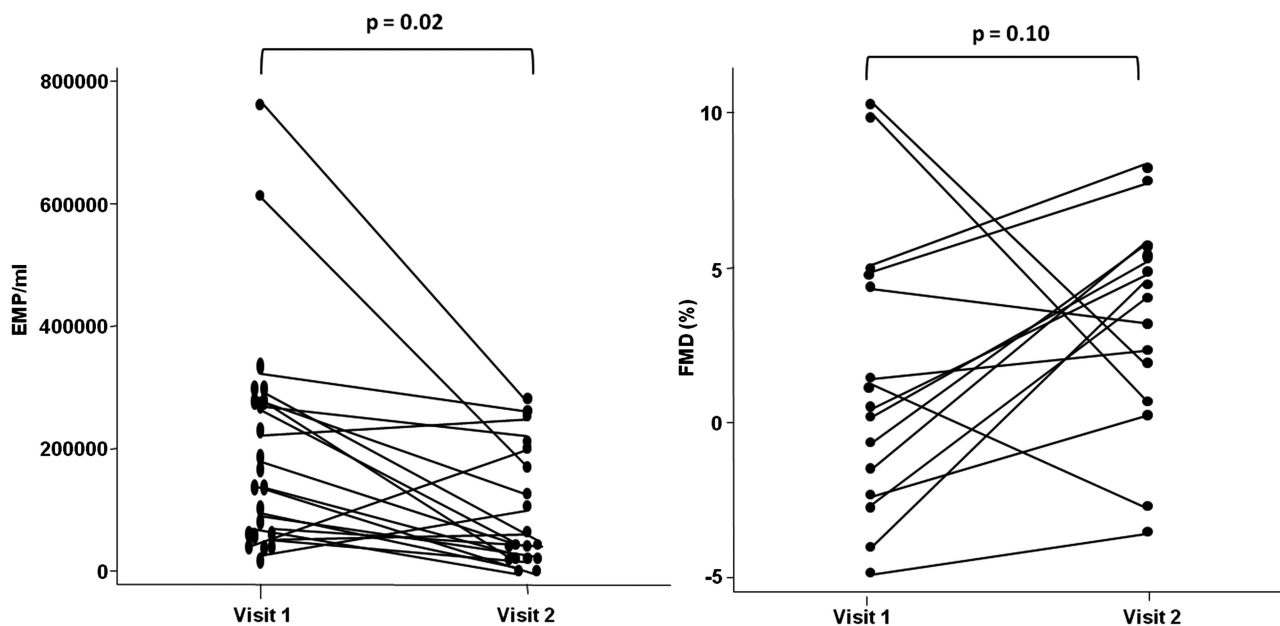 p = 0.02
800000
600000
400000
200000
0
EMP/ml
Visit 1 Visit 2
p = 0.10
10
5
0
-5
FMD (%)
Visit 1 Visit 2